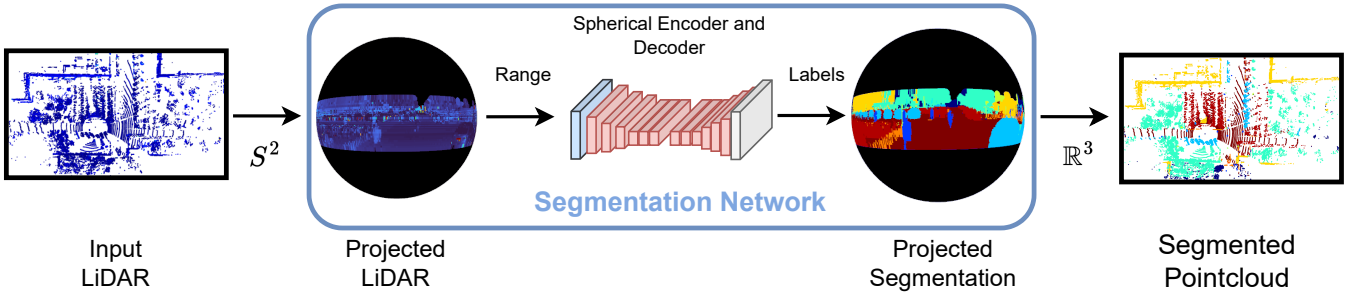 Spherical Encoder and
Decoder
Range
Labels
S²
ℝ³
Segmentation Network
Input
LiDAR
Projected
LiDAR
Projected
Segmentation
Segmented
Pointcloud